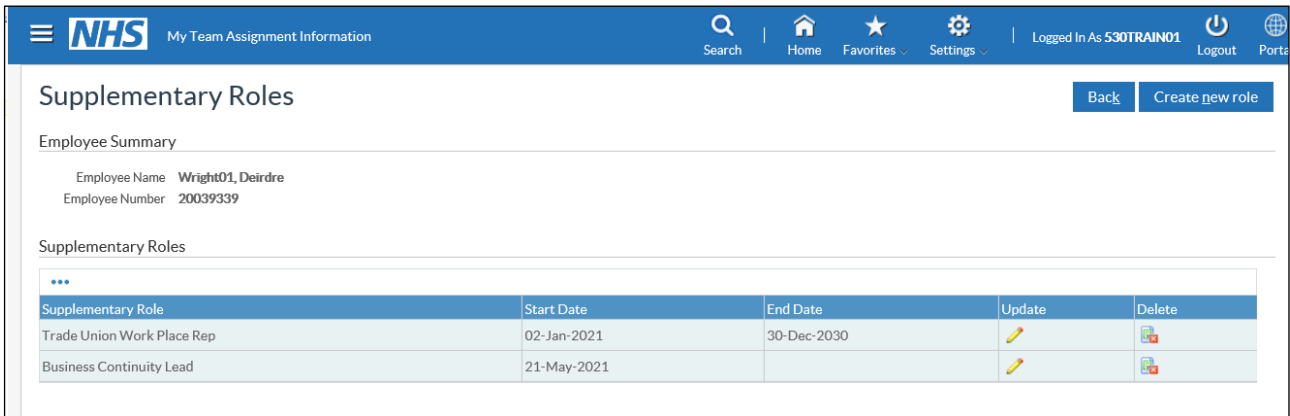 NHS My Team Assignment Information
Search Home Favorites Settings Logged In As 530TRAIN01 Logout Porta
Supplementary Roles
Back Create new role
Employee Summary
Employee Name Wright01, Deirdre
Employee Number 20039339
Supplementary Roles
Supplementary Role Start Date End Date Update Delete
Trade Union Work Place Rep 02-Jan-2021 30-Dec-2030
Business Continuity Lead 21-May-2021